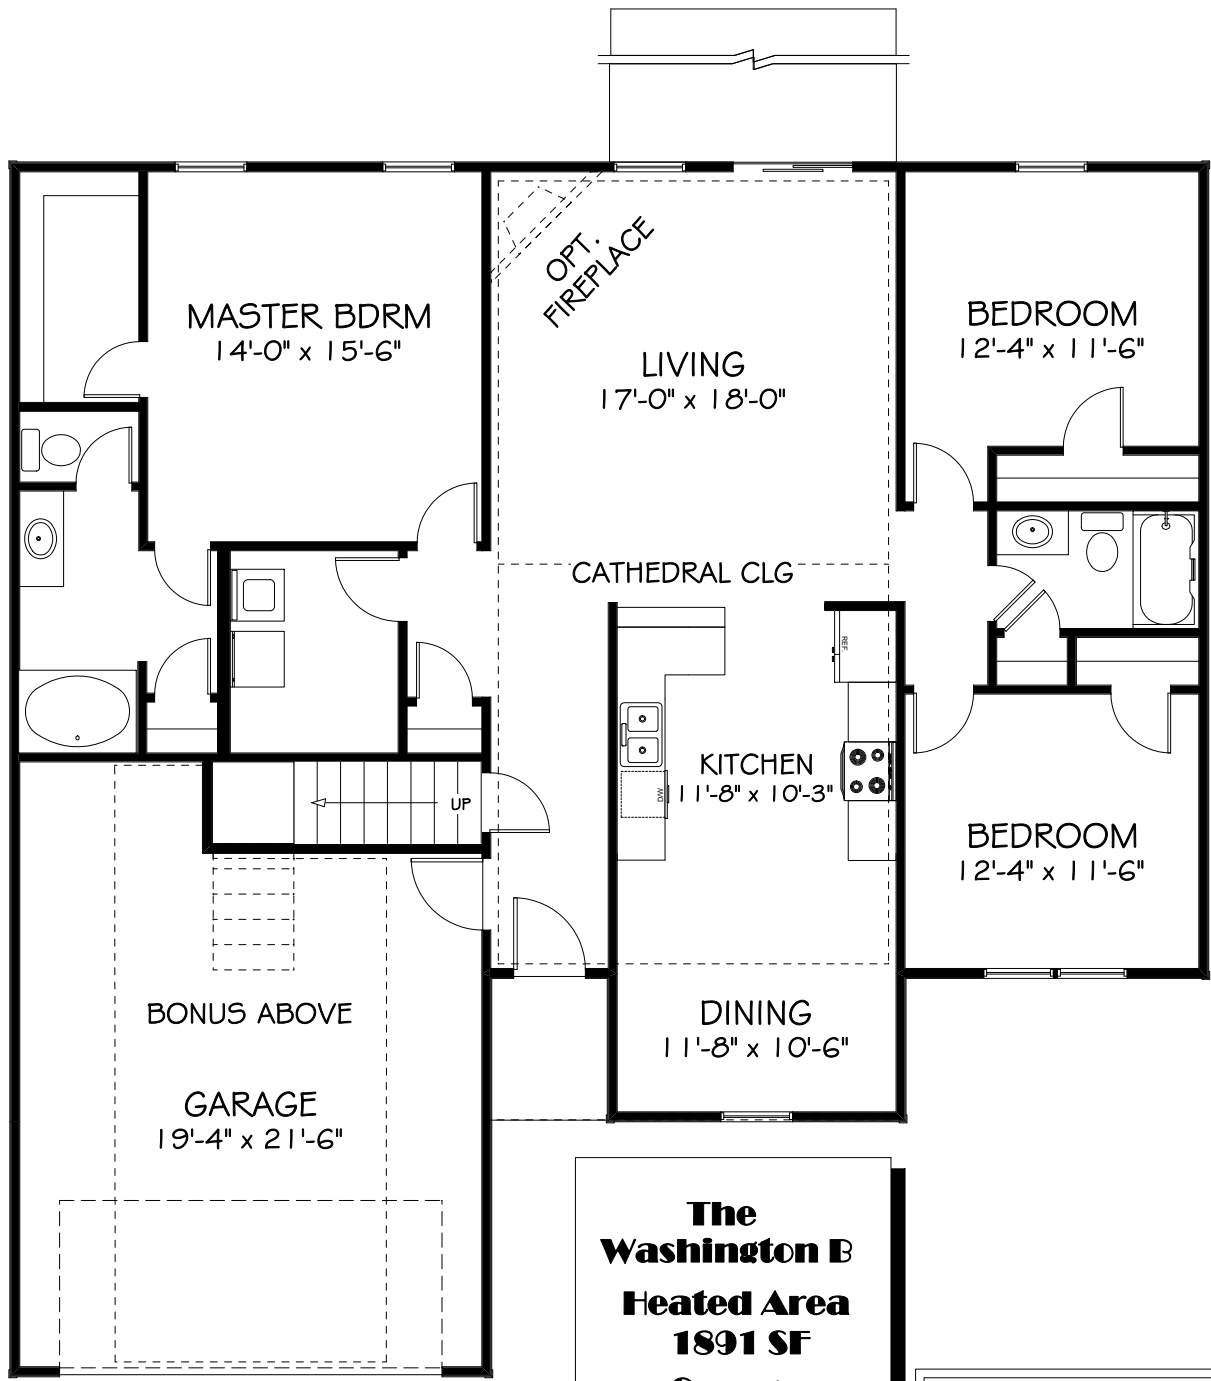 OPT.
FIREPLACE
MASTER BDRM
14'-0" x 15'-6"
LIVING
17'-0" x 18'-0"
BEDROOM
12'-4" x 11'-6"
CATHEDRAL CLG
REF.
KITCHEN
11'-8" x 10'-3"
D/W
UP
BEDROOM
12'-4" x 11'-6"
BONUS ABOVE
DINING
11'-8" x 10'-6"
GARAGE
19'-4" x 21'-6"
The
Washington B
Heated Area
1891 SF